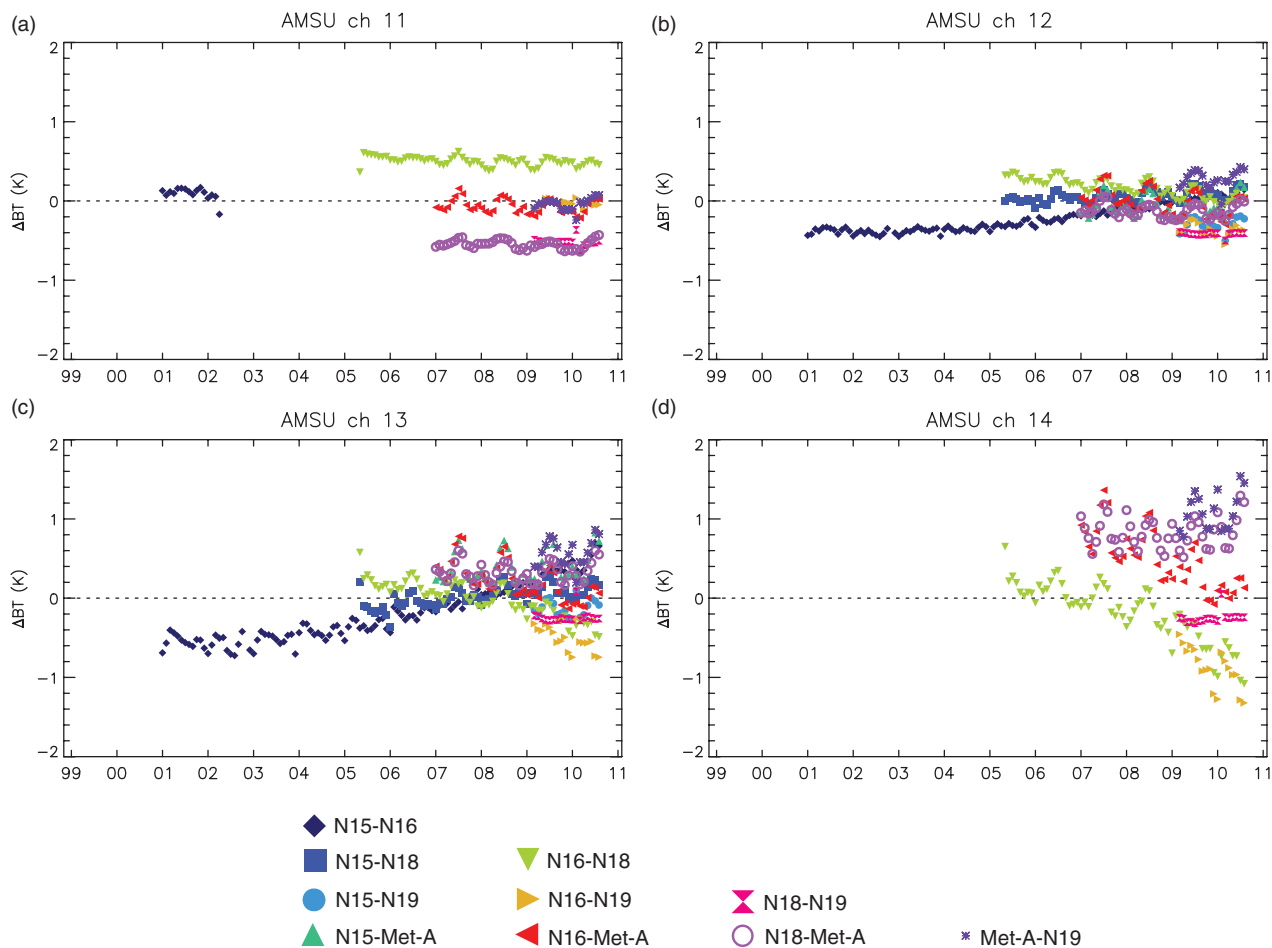 (a) AMSU ch 11
(b) AMSU ch 12
2
1
0
−1
−2
ΔBT (K)
99 00 01 02 03 04 05 06 07 08 09 10 11
2
1
0
−1
−2
ΔBT (K)
99 00 01 02 03 04 05 06 07 08 09 10 11
(c) AMSU ch 13
(d) AMSU ch 14
2
1
0
−1
−2
ΔBT (K)
99 00 01 02 03 04 05 06 07 08 09 10 11
2
1
0
−1
−2
ΔBT (K)
99 00 01 02 03 04 05 06 07 08 09 10 11
N15-N16
N15-N18 N16-N18
N15-N19 N16-N19 N18-N19
N15-Met-A N16-Met-A N18-Met-A Met-A-N19